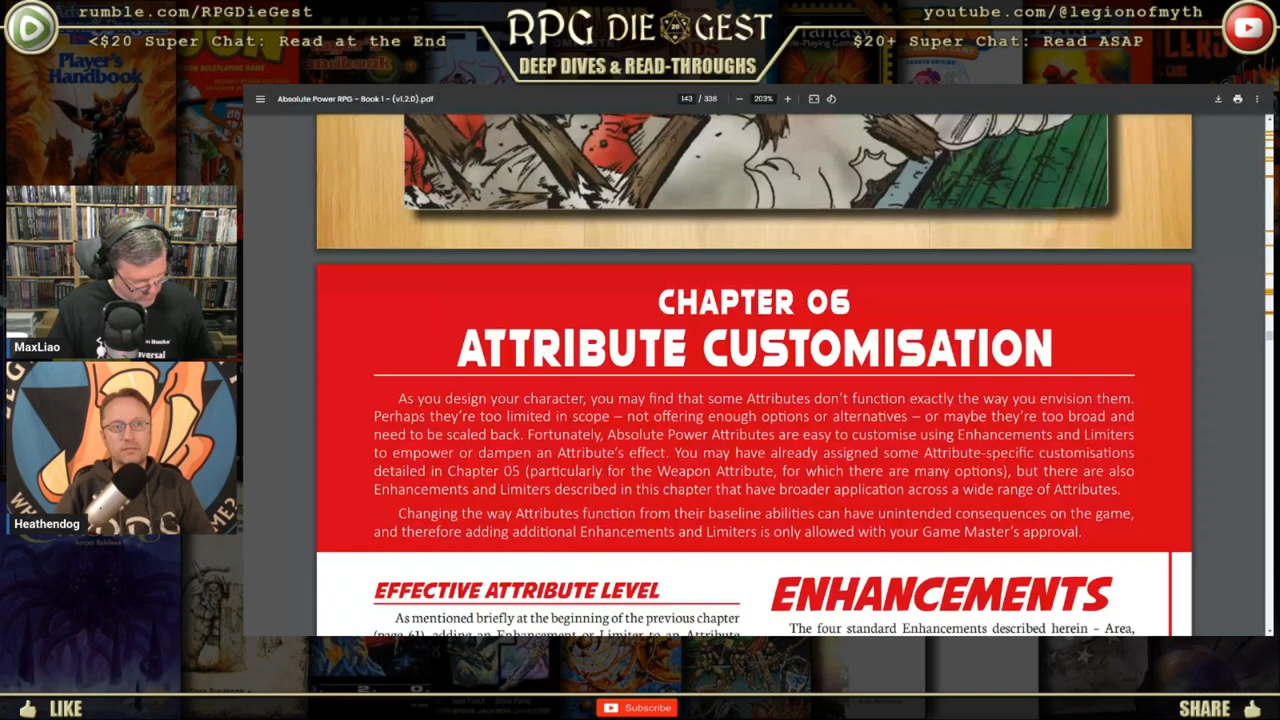 rumble.com/RPGDieGest
<$20 Super Chat: Read at the End
RPG DIE GEST
DEEP DIVES & READ-THROUGHS
youtube.com/@legionofmyth
$20+ Super Chat: Read ASAP
Player's
Handbook
Absolute Power RPG – Book 1 – (v1.2.0).pdf
143 / 338
203%
CHAPTER 06
ATTRIBUTE CUSTOMISATION
As you design your character, you may find that some Attributes don't function exactly the way you envision them.
Perhaps they're too limited in scope – not offering enough options or alternatives – or maybe they're too broad and
need to be scaled back. Fortunately, Absolute Power Attributes are easy to customise using Enhancements and Limiters
to empower or dampen an Attribute's effect. You may have already assigned some Attribute-specific customisations
detailed in Chapter 05 (particularly for the Weapon Attribute, for which there are many options), but there are also
Enhancements and Limiters described in this chapter that have broader application across a wide range of Attributes.
Changing the way Attributes function from their baseline abilities can have unintended consequences on the game,
and therefore adding additional Enhancements and Limiters is only allowed with your Game Master's approval.
EFFECTIVE ATTRIBUTE LEVEL
As mentioned briefly at the beginning of the previous chapter
(page 61), adding an Enhancement or Limiter to an Attribute
ENHANCEMENTS
The four standard Enhancements described herein – Area,
MaxLiao
Heathendog
LIKE
Subscribe
SHARE